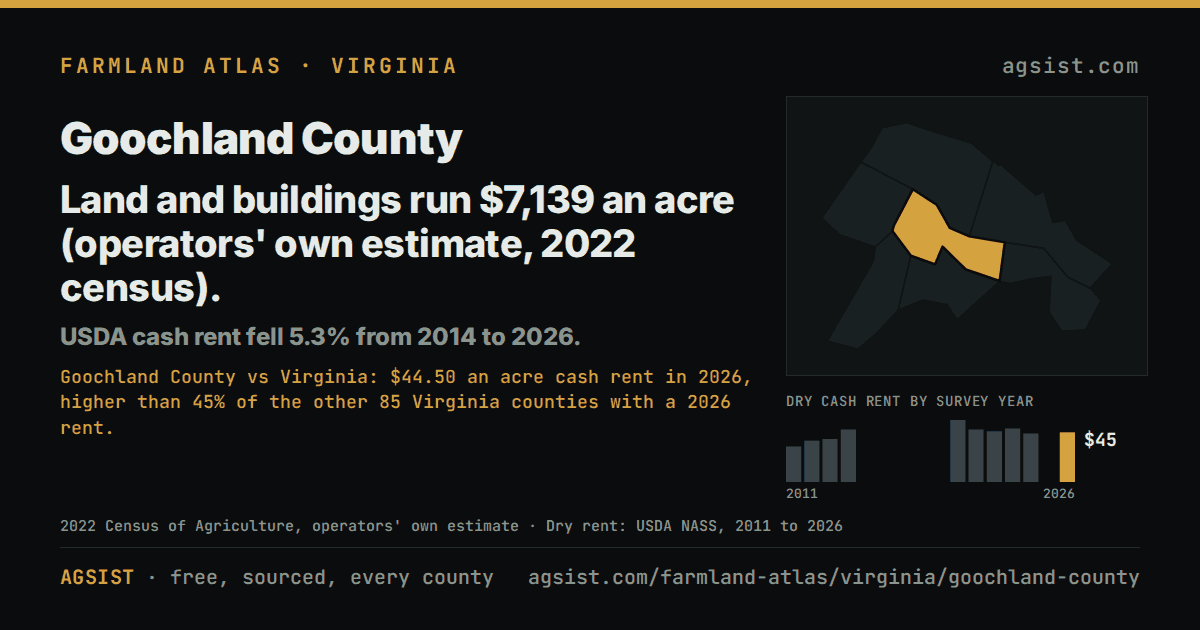 FARMLAND ATLAS · VIRGINIA
agsist.com
Goochland County
Land and buildings run $7,139 an acre
(operators' own estimate, 2022
census).
USDA cash rent fell 5.3% from 2014 to 2026.
Goochland County vs Virginia: $44.50 an acre cash rent in 2026,
higher than 45% of the other 85 Virginia counties with a 2026
rent.
DRY CASH RENT BY SURVEY YEAR
$45
2011
2026
2022 Census of Agriculture, operators' own estimate · Dry rent: USDA NASS, 2011 to 2026
AGSIST · free, sourced, every county
agsist.com/farmland-atlas/virginia/goochland-county